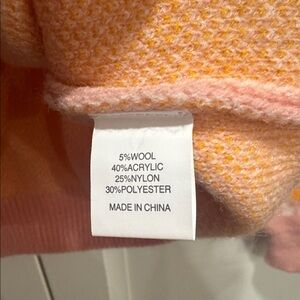 5%WOOL
40%ACRYLIC
25%NYLON
30%POLYESTER
MADE IN CHINA